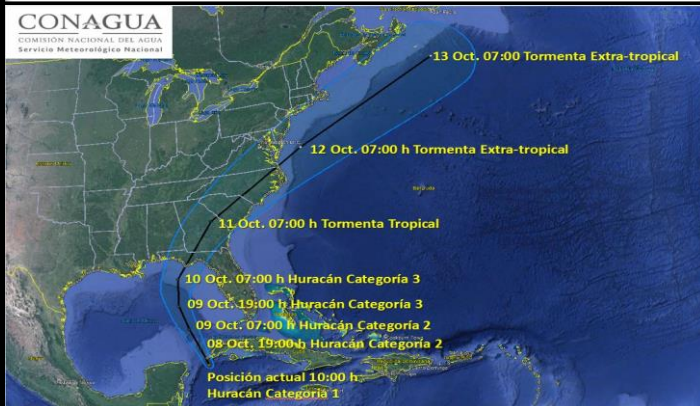 CONAGUA
COMISIÓN NACIONAL DEL AGUA
Servicio Meteorológico Nacional
13 Oct. 07:00 Tormenta Extra-tropical
12 Oct. 07:00 h Tormenta Extra-tropical
11 Oct. 07:00 h Tormenta Tropical
10 Oct. 07:00 h Huracán Categoría 3
09 Oct. 19:00 h Huracán Categoría 3
09 Oct. 07:00 h Huracán Categoría 2
08 Oct. 19:00 h Huracán Categoría 2
Posición actual 10:00 h
Huracán Categoría 1